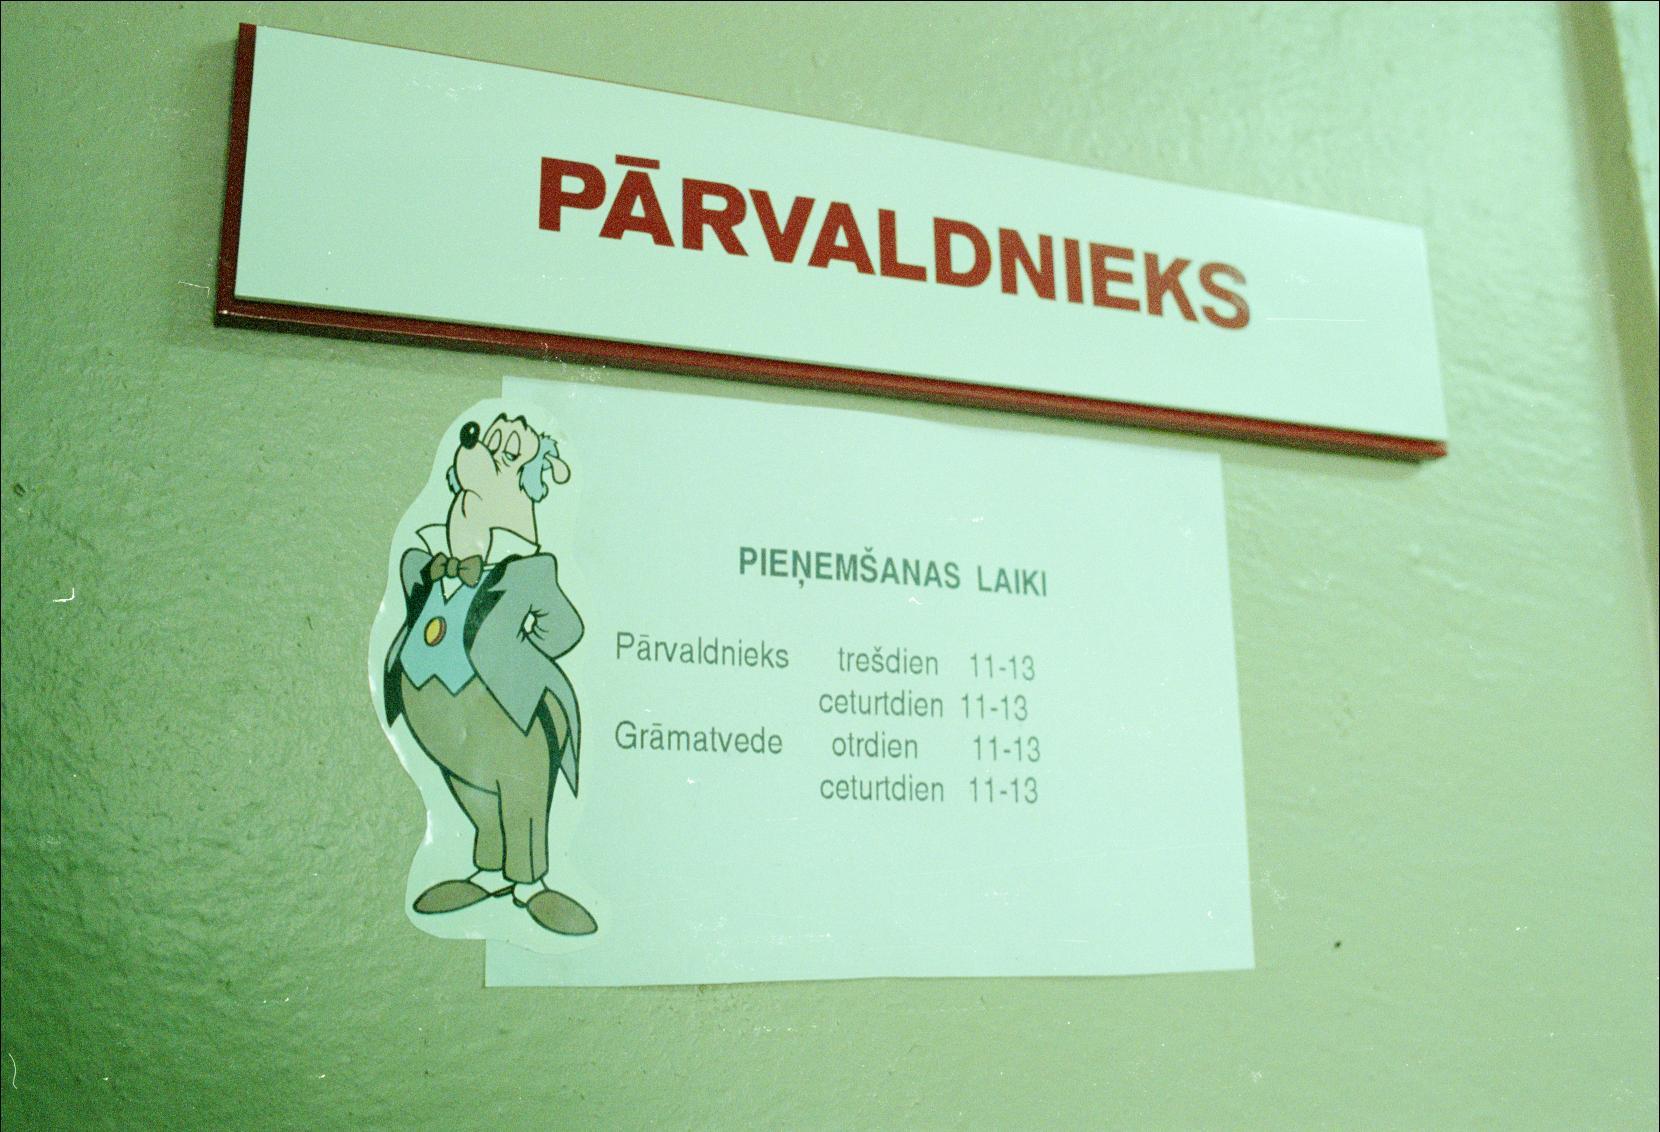 PĀRVALDNIEKS
PIEŅEMŠANAS LAIKI
Pārvaldnieks trešdien 11-13
ceturtdien 11-13
Grāmatvede otrdien 11-13
ceturtdien 11-13